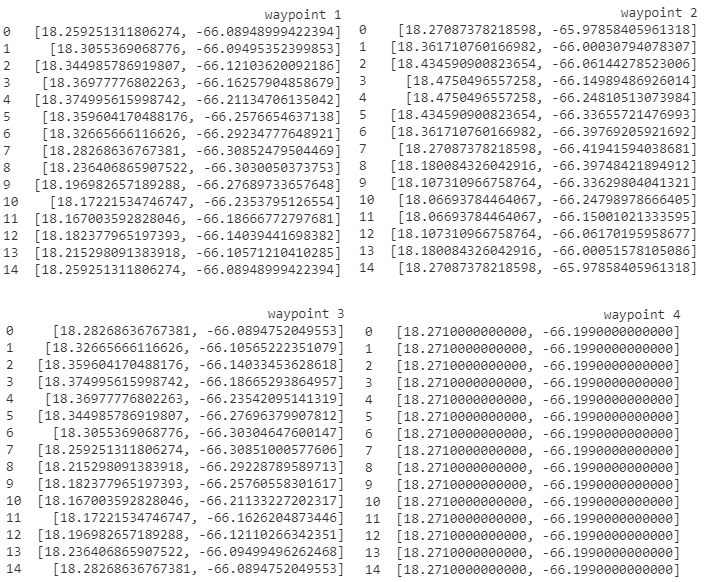 waypoint 1
0 [18.259251311806274, -66.08948999422394]
1 [18.3055369068776, -66.09495352399853]
2 [18.344985786919807, -66.12103620092186]
3 [18.36977776802263, -66.16257904858679]
4 [18.374995615998742, -66.21134706135042]
5 [18.359604170488176, -66.2576654637138]
6 [18.32665666116626, -66.29234777648921]
7 [18.28268636767381, -66.30852479504469]
8 [18.236406865907522, -66.3030050373753]
9 [18.196982657189288, -66.27689733657648]
10 [18.17221534746747, -66.2353795126554]
11 [18.167003592828046, -66.18666772797681]
12 [18.182377965197393, -66.14039441698382]
13 [18.215298091383918, -66.10571210410285]
14 [18.259251311806274, -66.08948999422394]
waypoint 2
0 [18.27087378218598, -65.97858405961318]
1 [18.361710760166982, -66.00030794078307]
2 [18.434590900823654, -66.06144278523006]
3 [18.4750496557258, -66.14989486926014]
4 [18.4750496557258, -66.24810513073984]
5 [18.434590900823654, -66.33655721476993]
6 [18.361710760166982, -66.39769205921692]
7 [18.27087378218598, -66.41941594038681]
8 [18.180084326042916, -66.39748421894912]
9 [18.107310966758764, -66.33629804041321]
10 [18.06693784464067, -66.24798978666405]
11 [18.06693784464067, -66.15001021333595]
12 [18.107310966758764, -66.06170195958677]
13 [18.180084326042916, -66.00051578105086]
14 [18.27087378218598, -65.97858405961318]
waypoint 3
0 [18.28268636767381, -66.0894752049553]
1 [18.32665666116626, -66.10565222351079]
2 [18.359604170488176, -66.14033453628618]
3 [18.374995615998742, -66.18665293864957]
4 [18.36977776802263, -66.23542095141319]
5 [18.344985786919807, -66.27696379907812]
6 [18.3055369068776, -66.30304647600147]
7 [18.259251311806274, -66.30851000577606]
8 [18.215298091383918, -66.29228789589713]
9 [18.182377965197393, -66.25760558301617]
10 [18.167003592828046, -66.21133227202317]
11 [18.17221534746747, -66.1626204873446]
12 [18.196982657189288, -66.12110266342351]
13 [18.236406865907522, -66.09499496262468]
14 [18.28268636767381, -66.0894752049553]
waypoint 4
0 [18.2710000000000, -66.1990000000000]
1 [18.2710000000000, -66.1990000000000]
2 [18.2710000000000, -66.1990000000000]
3 [18.2710000000000, -66.1990000000000]
4 [18.2710000000000, -66.1990000000000]
5 [18.2710000000000, -66.1990000000000]
6 [18.2710000000000, -66.1990000000000]
7 [18.2710000000000, -66.1990000000000]
8 [18.2710000000000, -66.1990000000000]
9 [18.2710000000000, -66.1990000000000]
10 [18.2710000000000, -66.1990000000000]
11 [18.2710000000000, -66.1990000000000]
12 [18.2710000000000, -66.1990000000000]
13 [18.2710000000000, -66.1990000000000]
14 [18.2710000000000, -66.1990000000000]